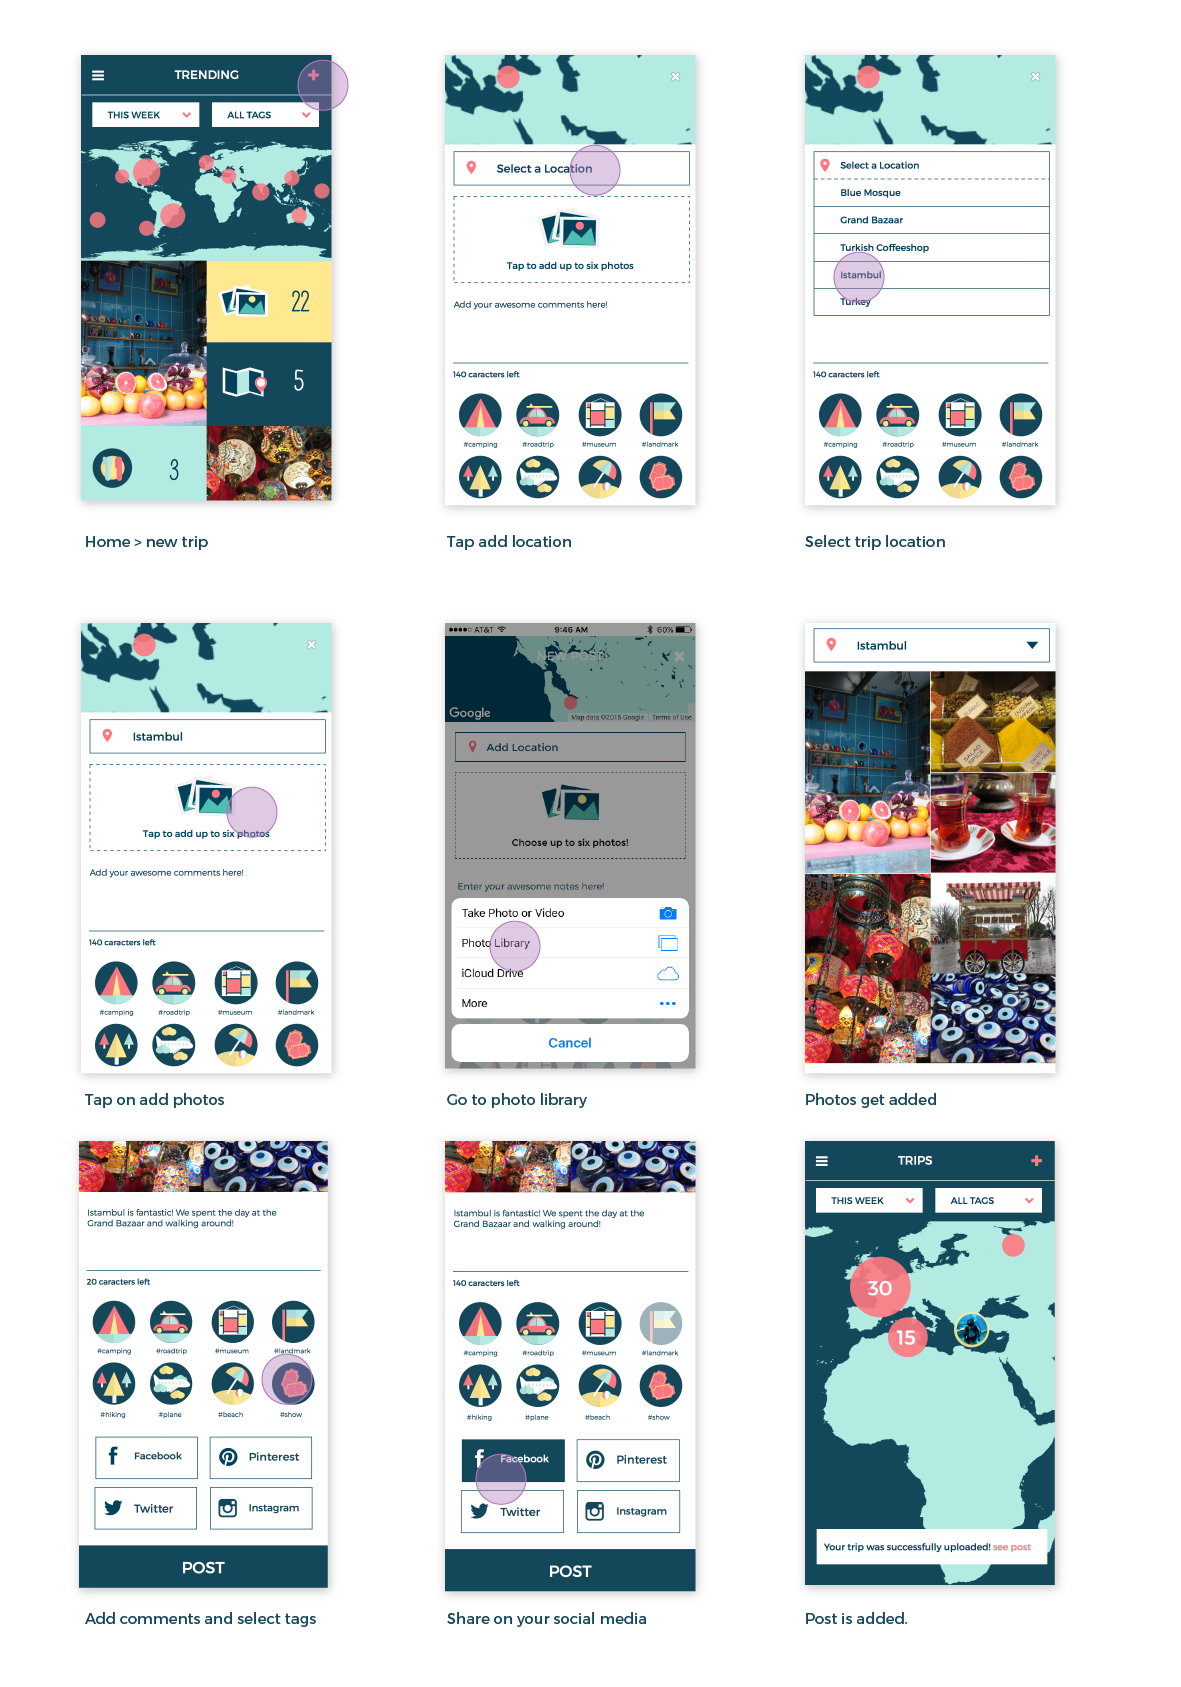 TRENDING
THIS WEEK
ALL TAGS
22
5
3
Home > new trip
Select a Location
Tap to add up to six photos
Add your awesome comments here!
140 caracters left
#camping #roadtrip #museum #landmark
Tap add location
Select a Location
Blue Mosque
Grand Bazaar
Turkish Coffeeshop
Istambul
Turkey
140 caracters left
#camping #roadtrip #museum #landmark
Select trip location
Istambul
Tap to add up to six photos
Add your awesome comments here!
140 caracters left
#camping #roadtrip #museum #landmark
Tap on add photos
AT&T 9:46 AM 60%
NEW POST
Google
Map data ©2016 Google Terms of Use
Add Location
Choose up to six photos!
Enter your awesome notes here!
Take Photo or Video
Photo Library
iCloud Drive
More
Cancel
Go to photo library
Istambul
SALAD
SPICE
Photos get added
Istambul is fantastic! We spent the day at the
Grand Bazaar and walking around!
20 caracters left
#camping #roadtrip #museum #landmark
#hiking #plane #beach #show
Facebook
Pinterest
Twitter
Instagram
POST
Add comments and select tags
Istambul is fantastic! We spent the day at the
Grand Bazaar and walking around!
140 caracters left
#camping #roadtrip #museum #landmark
#hiking #plane #beach #show
Facebook
Pinterest
Twitter
Instagram
POST
Share on your social media
TRIPS
THIS WEEK
ALL TAGS
30
15
Your trip was successfully uploaded! see post
Post is added.